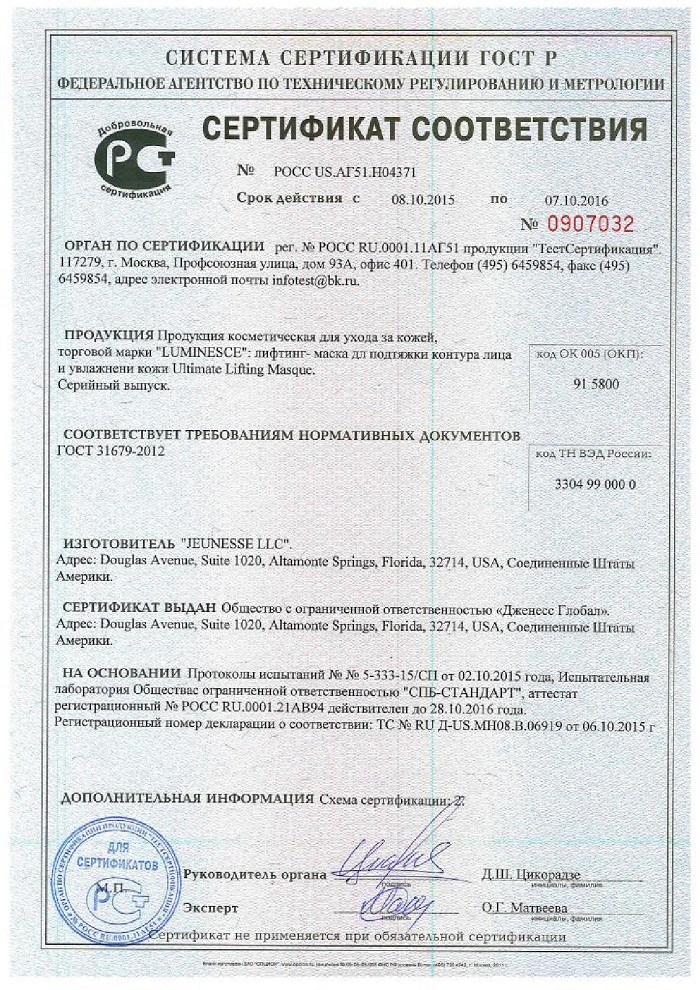 СИСТЕМА СЕРТИФИКАЦИИ ГОСТ Р
ФЕДЕРАЛЬНОЕ АГЕНТСТВО ПО ТЕХНИЧЕСКОМУ РЕГУЛИРОВАНИЮ И МЕТРОЛОГИИ
Добровольная
РСТ
сертификация
СЕРТИФИКАТ СООТВЕТСТВИЯ
№ РОСС US.АГ51.Н04371
Срок действия с 08.10.2015 по 07.10.2016
№ 0907032
ОРГАН ПО СЕРТИФИКАЦИИ рег. № РОСС RU.0001.11АГ51 продукции "ТестСертификация".
117279, г. Москва, Профсоюзная улица, дом 93А, офис 401. Телефон (495) 6459854, факс (495)
6459854, адрес электронной почты infotest@bk.ru.
ПРОДУКЦИЯ Продукция косметическая для ухода за кожей,
торговой марки "LUMINESCE": лифтинг- маска дл подтяжки контура лица
и увлажнени кожи Ultimate Lifting Masque.
Серийный выпуск.
код ОК 005 (ОКП):
91 5800
СООТВЕТСТВУЕТ ТРЕБОВАНИЯМ НОРМАТИВНЫХ ДОКУМЕНТОВ
ГОСТ 31679-2012
код ТН ВЭД России:
3304 99 000 0
ИЗГОТОВИТЕЛЬ "JEUNESSE LLC".
Адрес: Douglas Avenue, Suite 1020, Altamonte Springs, Florida, 32714, USA, Соединенные Штаты
Америки.
СЕРТИФИКАТ ВЫДАН Общество с ограниченной ответственностью «Дженесс Глобал».
Адрес: Douglas Avenue, Suite 1020, Altamonte Springs, Florida, 32714, USA, Соединенные Штаты
Америки.
НА ОСНОВАНИИ Протоколы испытаний № № 5-333-15/СП от 02.10.2015 года, Испытательная
лаборатория Обществас ограниченной ответственностью "СПБ-СТАНДАРТ", аттестат
регистрационный № РОСС RU.0001.21АВ94 действителен до 28.10.2016 года.
Регистрационный номер декларации о соответствии: ТС № RU Д-US.МН08.В.06919 от 06.10.2015 г
ДОПОЛНИТЕЛЬНАЯ ИНФОРМАЦИЯ Схема сертификации: 2.
ДЛЯ
СЕРТИФИКАТОВ
М.П.
РСТ
Руководитель органа
подпись
Д.Ш. Цикорадзе
инициалы, фамилия
Эксперт
подпись
О.Г. Матвеева
инициалы, фамилия
Сертификат не применяется при обязательной сертификации